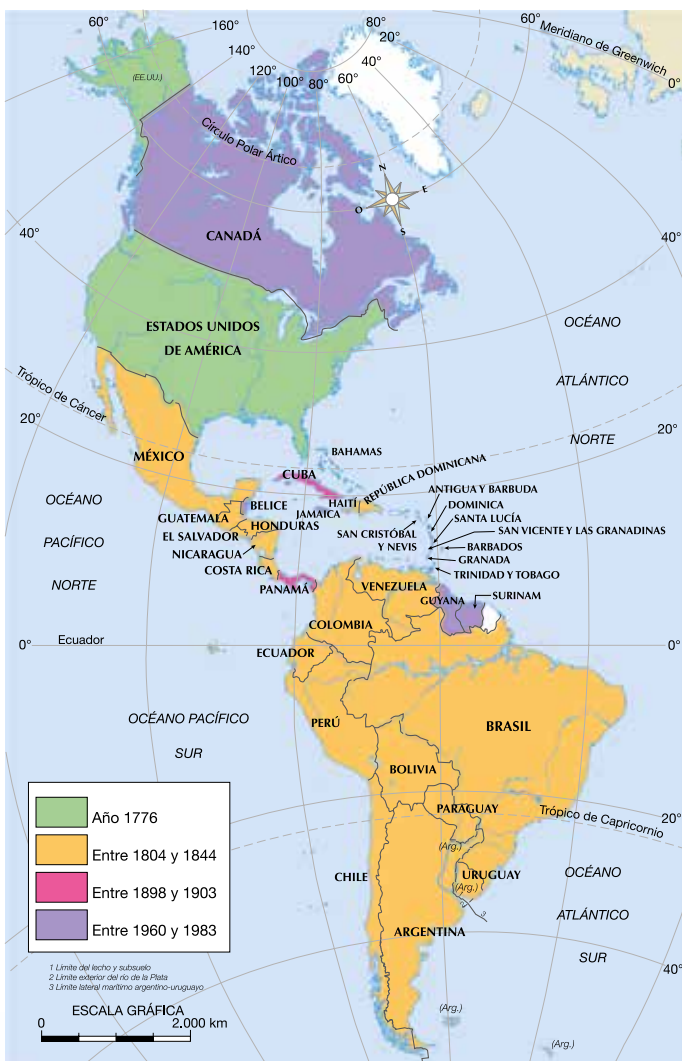 60°
160°
140°
120°
100°
80°
60°
40°
20°
80°
60°
Meridiano de Greenwich
0°
(EE.UU.)
Círculo Polar Ártico
N
E
O
S
CANADÁ
40°
40°
ESTADOS UNIDOS
DE AMÉRICA
OCÉANO
ATLÁNTICO
NORTE
Trópico de Cáncer
20°
20°
MÉXICO
BAHAMAS
CUBA
REPÚBLICA DOMINICANA
HAITÍ
JAMAICA
BELICE
GUATEMALA
HONDURAS
EL SALVADOR
NICARAGUA
COSTA RICA
PANAMÁ
ANTIGUA Y BARBUDA
DOMINICA
SANTA LUCÍA
SAN VICENTE Y LAS GRANADINAS
SAN CRISTÓBAL
Y NEVIS
BARBADOS
GRANADA
TRINIDAD Y TOBAGO
OCÉANO
PACÍFICO
NORTE
VENEZUELA
GUYANA
SURINAM
COLOMBIA
0°
Ecuador
0°
ECUADOR
PERÚ
BRASIL
OCÉANO PACÍFICO
SUR
BOLIVIA
PARAGUAY
Trópico de Capricornio
20°
(Arg.)
CHILE
URUGUAY
(Arg.)
ARGENTINA
2
3
OCÉANO
ATLÁNTICO
SUR
40°
(Arg.)
(Arg.)
Año 1776
Entre 1804 y 1844
Entre 1898 y 1903
Entre 1960 y 1983
1 Límite del lecho y subsuelo
2 Límite exterior del río de la Plata
3 Límite lateral marítimo argentino-uruguayo
ESCALA GRÁFICA
0
2.000 km